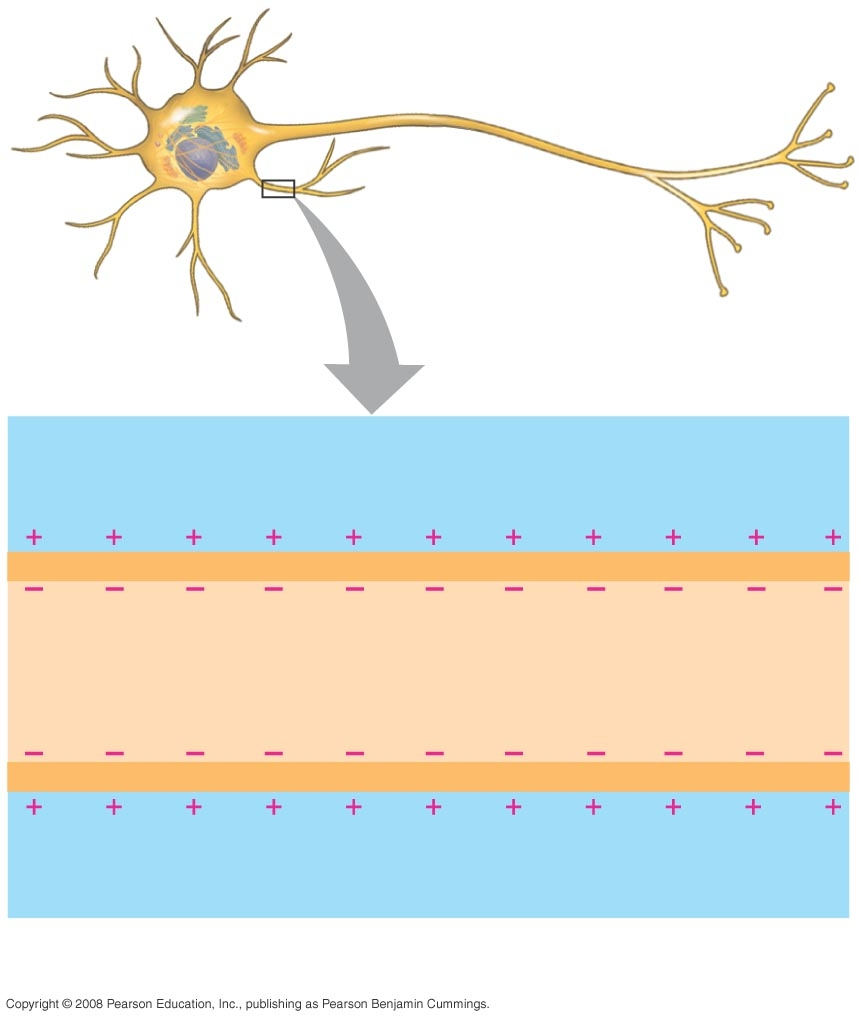 + + + + + + + + + + +
− − − − − − − − − − −
− − − − − − − − − − −
+ + + + + + + + + + +
Copyright © 2008 Pearson Education, Inc., publishing as Pearson Benjamin Cummings.